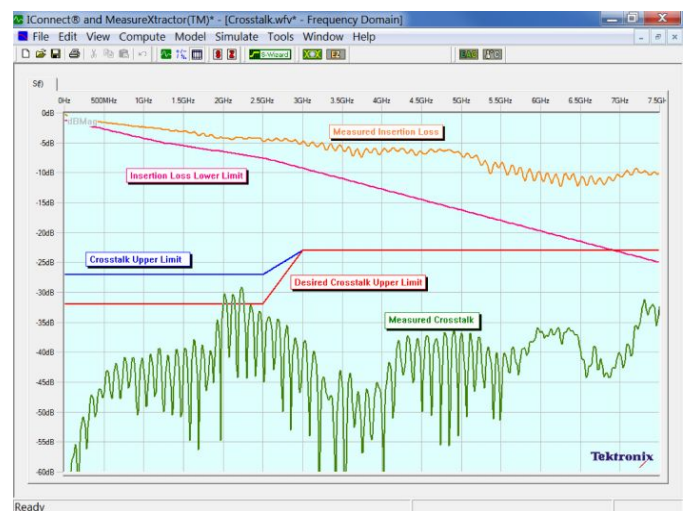 IConnect® and MeasureXtractor(TM)* - [Crosstalk.wfv* - Frequency Domain]
File Edit View Compute Model Simulate Tools Window Help
S-Wizard
EZ
S(f)
0Hz 500MHz 1GHz 1.5GHz 2GHz 2.5GHz 3GHz 3.5GHz 4GHz 4.5GHz 5GHz 5.5GHz 6GHz 6.5GHz 7GHz 7.5GH
0dB
dBMag
Measured Insertion Loss
-5dB
-10dB
Insertion Loss Lower Limit
-15dB
-20dB
-25dB
Crosstalk Upper Limit
Desired Crosstalk Upper Limit
-30dB
-35dB
Measured Crosstalk
-40dB
-45dB
-50dB
-55dB
-60dB
Tektronix
Ready